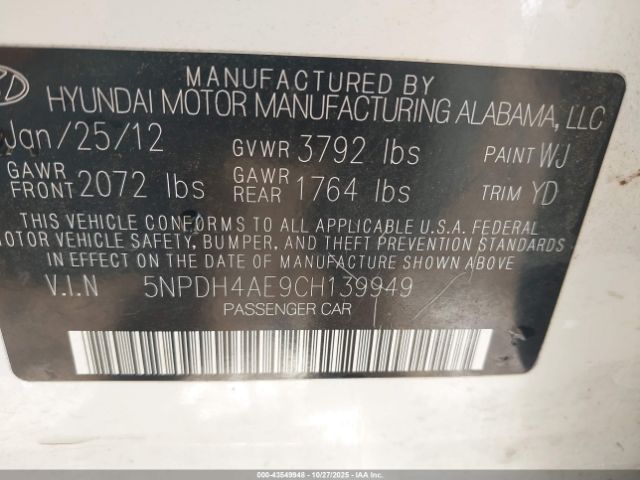 MANUFACTURED BY
HYUNDAI MOTOR MANUFACTURING ALABAMA, LLC
Jan/25/12 GVWR 3792 lbs PAINT WJ
GAWR FRONT 2072 lbs GAWR REAR 1764 lbs TRIM YD
THIS VEHICLE CONFORMS TO ALL APPLICABLE U.S.A. FEDERAL
MOTOR VEHICLE SAFETY, BUMPER, AND THEFT PREVENTION STANDARDS
IN EFFECT ON THE DATE OF MANUFACTURE SHOWN ABOVE.
V.I.N 5NPDH4AE9CH139949
PASSENGER CAR
000-43549948 - 10/27/2025 - IAAI.COM